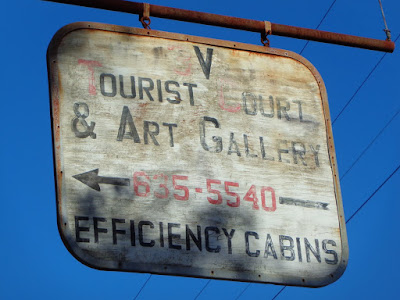 V
TOURIST COURT
& ART GALLERY
635-5540
EFFICIENCY CABINS